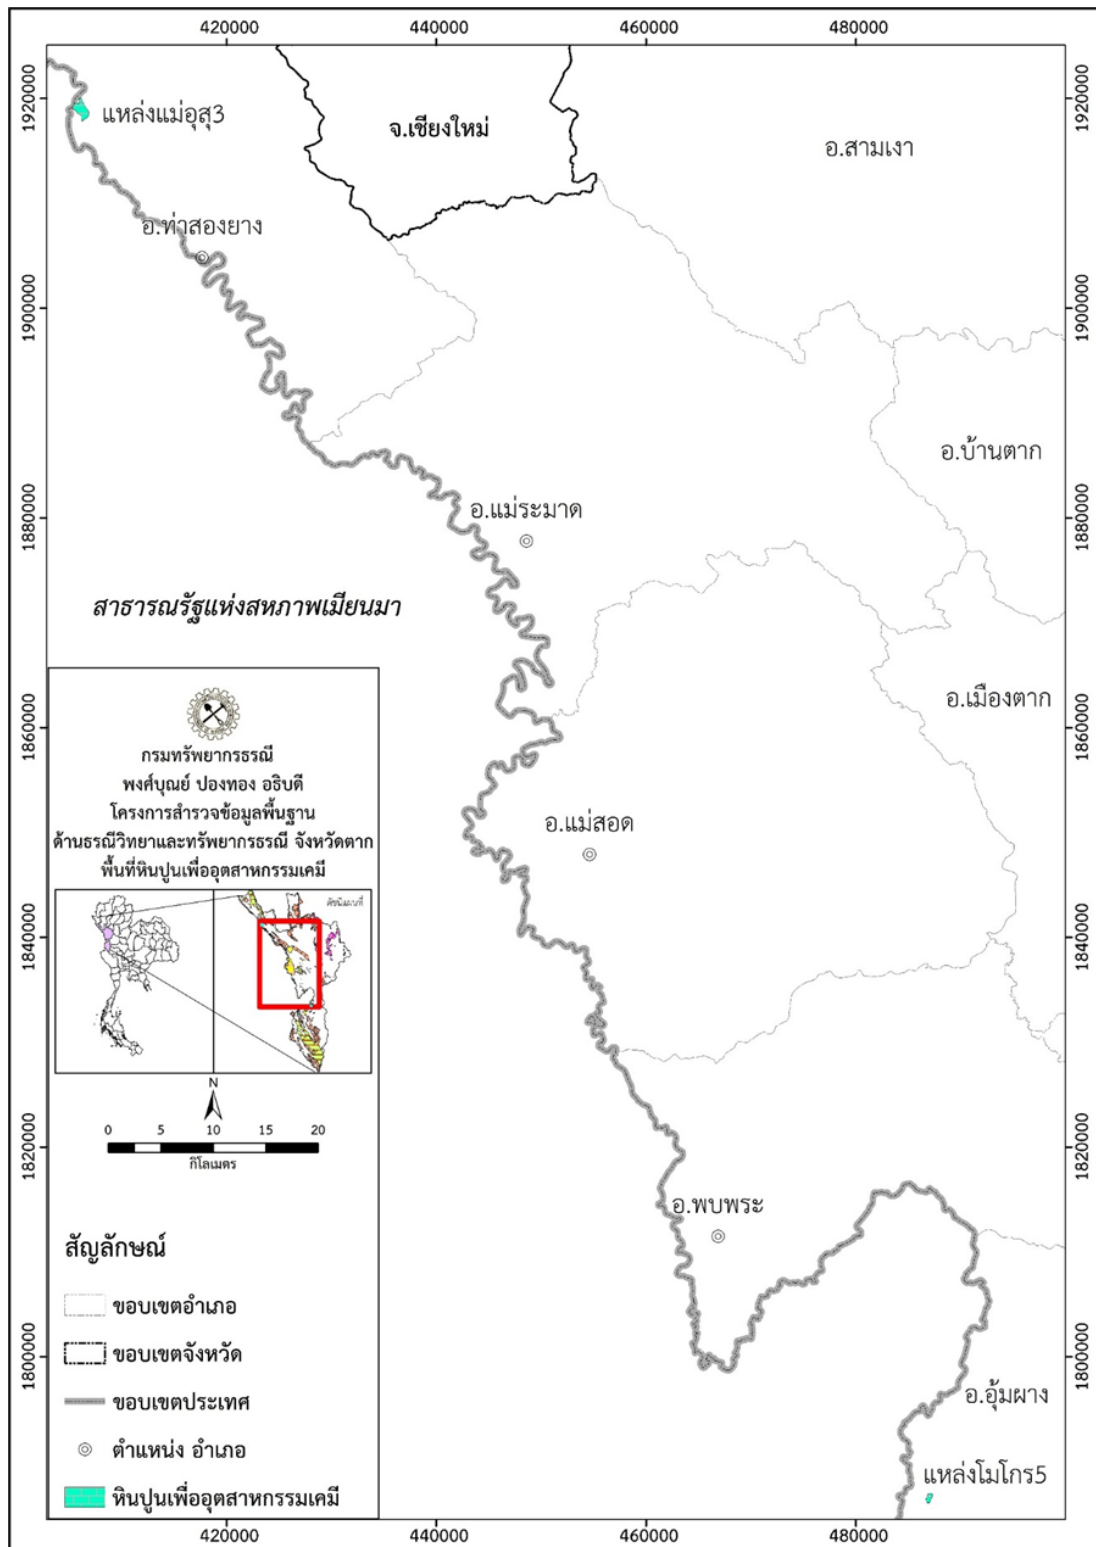 420000 440000 460000 480000
1920000 1920000
แหล่งแม่อุสุ3
จ.เชียงใหม่
อ.สามเงา
อ.ท่าสองยาง
1900000 1900000
อ.บ้านตาก
อ.แม่ระมาด
1880000 1880000
สาธารณรัฐแห่งสหภาพเมียนมา
อ.เมืองตาก
1860000 1860000
กรมทรัพยากรธรณี
พงศ์บุณย์ ปองทอง อธิบดี
โครงการสำรวจข้อมูลพื้นฐาน
ด้านธรณีวิทยาและทรัพยากรธรณี จังหวัดตาก
พื้นที่หินปูนเพื่ออุตสาหกรรมเคมี
อ.แม่สอด
ดัชนีแผนที่
1840000 1840000
N
0 5 10 15 20
กิโลเมตร
1820000 1820000
อ.พบพระ
สัญลักษณ์
ขอบเขตอำเภอ
ขอบเขตจังหวัด
1800000 1800000
ขอบเขตประเทศ
อ.อุ้มผาง
ตำแหน่ง อำเภอ
แหล่งโมโกร5
หินปูนเพื่ออุตสาหกรรมเคมี
420000 440000 460000 480000